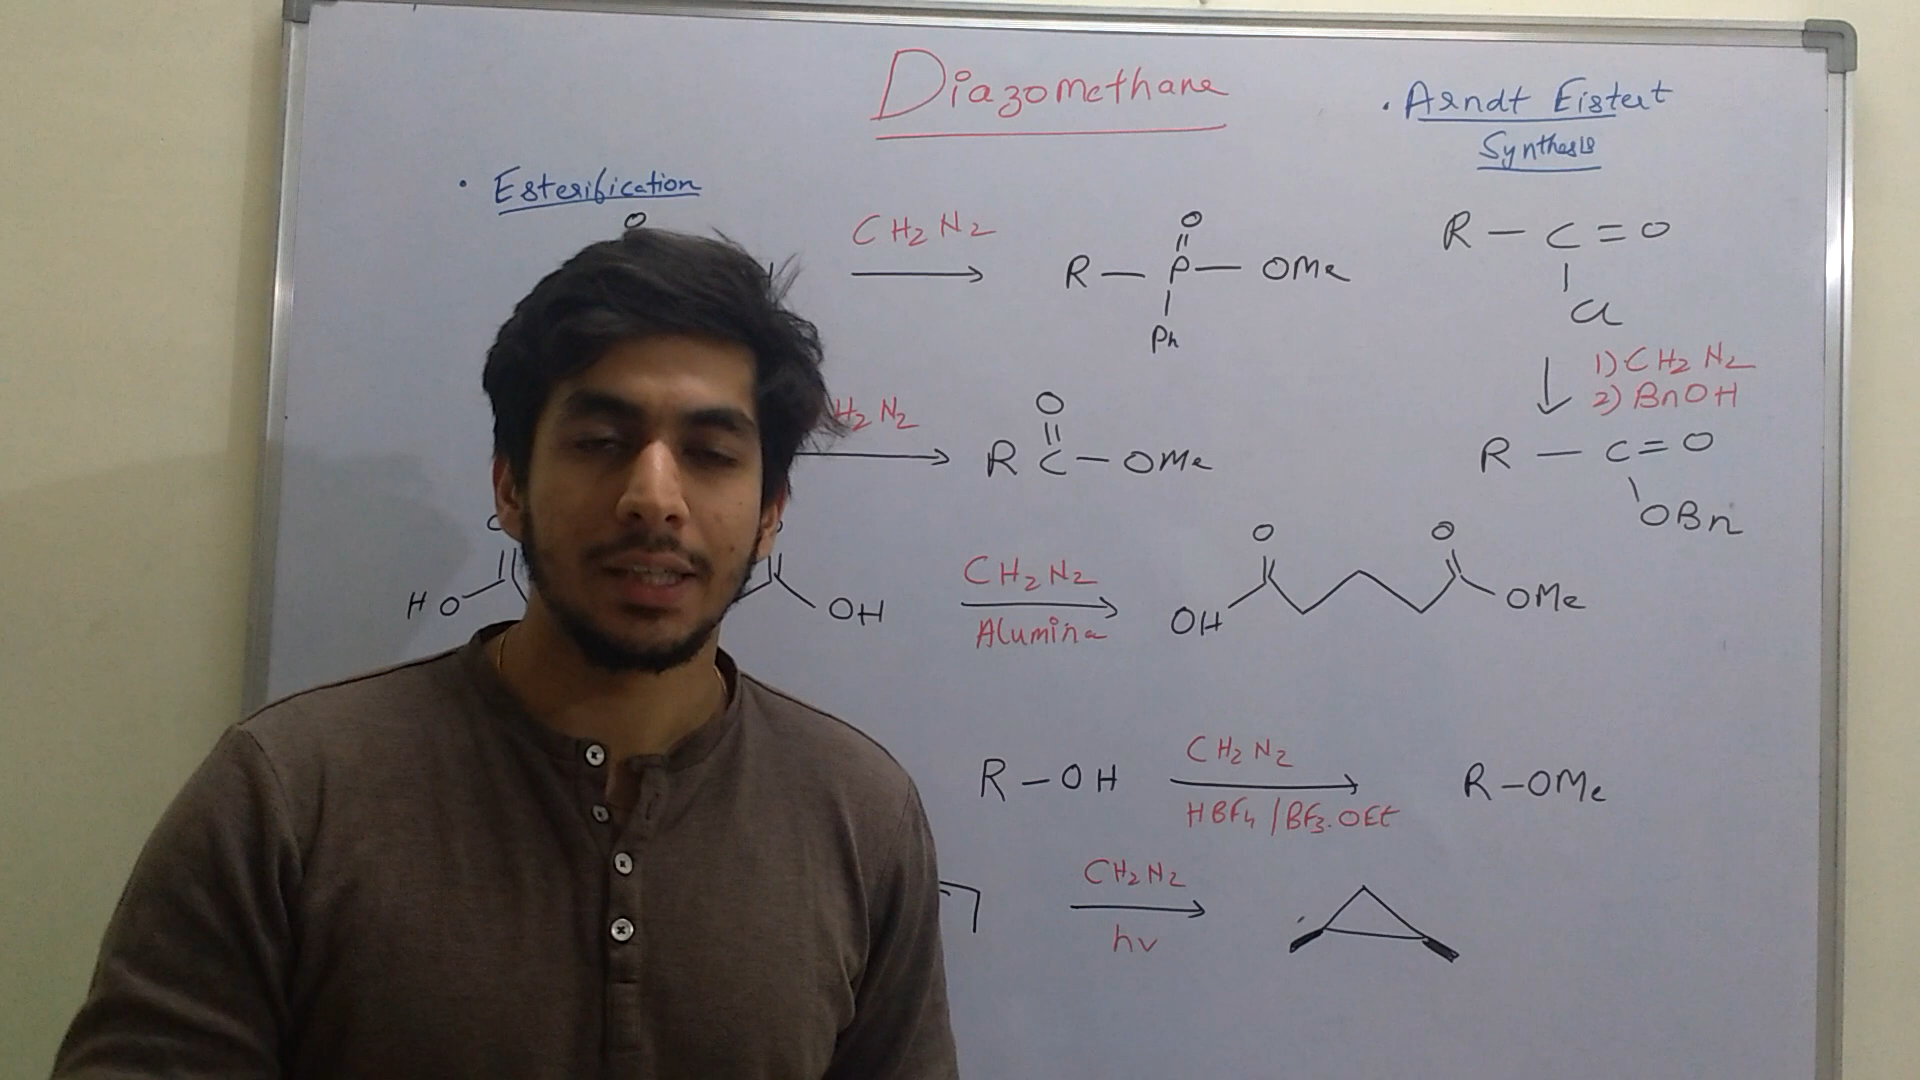 Diazomethane
. Arndt Eistert
Synthesis
• Esterification
O
CH2N2
O
R — P — OMe
Ph
R — C = O
Cl
1) CH2N2
2) BnOH
H2N2
O
R C — OMe
R — C = O
OBn
HO
OH
CH2N2
Alumina
O
O
OH
OMe
R — OH
CH2N2
HBF4 / BF3.OEt
R — OMe
CH2N2
hv